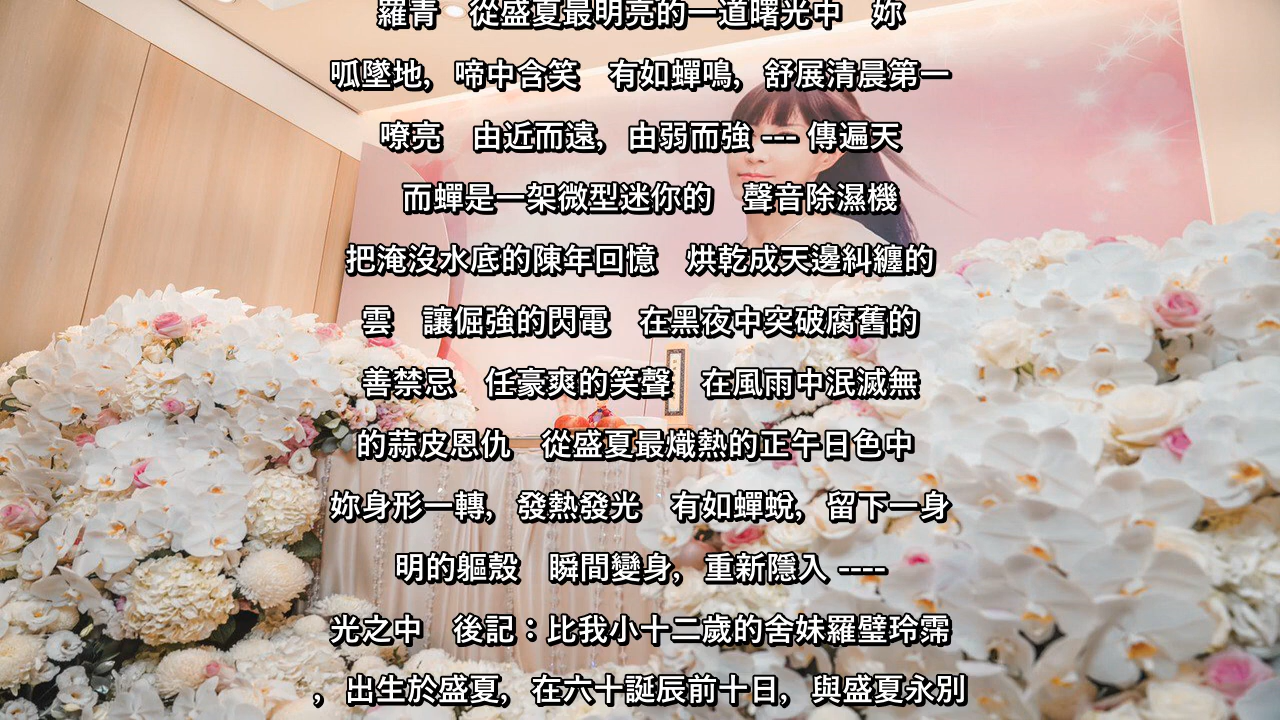 羅青　從盛夏最明亮的一道曙光中　妳
呱墜地，啼中含笑　有如蟬鳴，舒展清晨第一
嘹亮　由近而遠，由弱而強 --- 傳遍天
而蟬是一架微型迷你的　聲音除濕機
把淹沒水底的陳年回憶　烘乾成天邊糾纏的
雲　讓倔強的閃電　在黑夜中突破腐舊的
善禁忌　任豪爽的笑聲　在風雨中泯滅無
的蒜皮恩仇　從盛夏最熾熱的正午日色中
妳身形一轉，發熱發光　有如蟬蛻，留下一身
明的軀殼　瞬間變身，重新隱入 ----
光之中　後記：比我小十二歲的舍妹羅璧玲霈
，出生於盛夏，在六十誕辰前十日，與盛夏永別